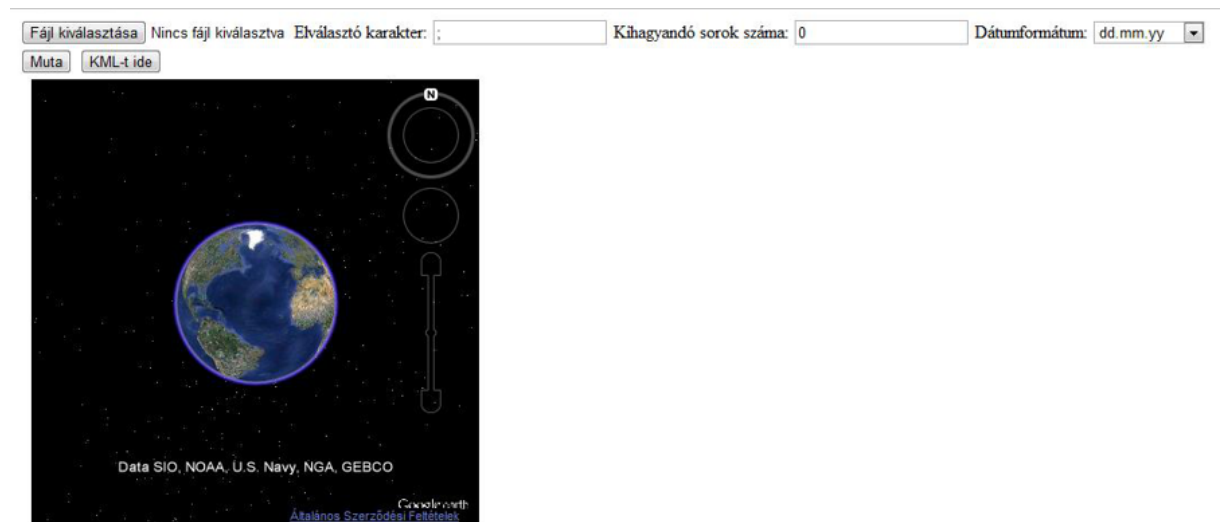 Fájl kiválasztása Nincs fájl kiválasztva Elválasztó karakter: ; Kihagyandó sorok száma: 0 Dátumformátum: dd.mm.yy
Muta KML-t ide
N
Data SIO, NOAA, U.S. Navy, NGA, GEBCO
Google earth
Általános Szerződési Feltételek